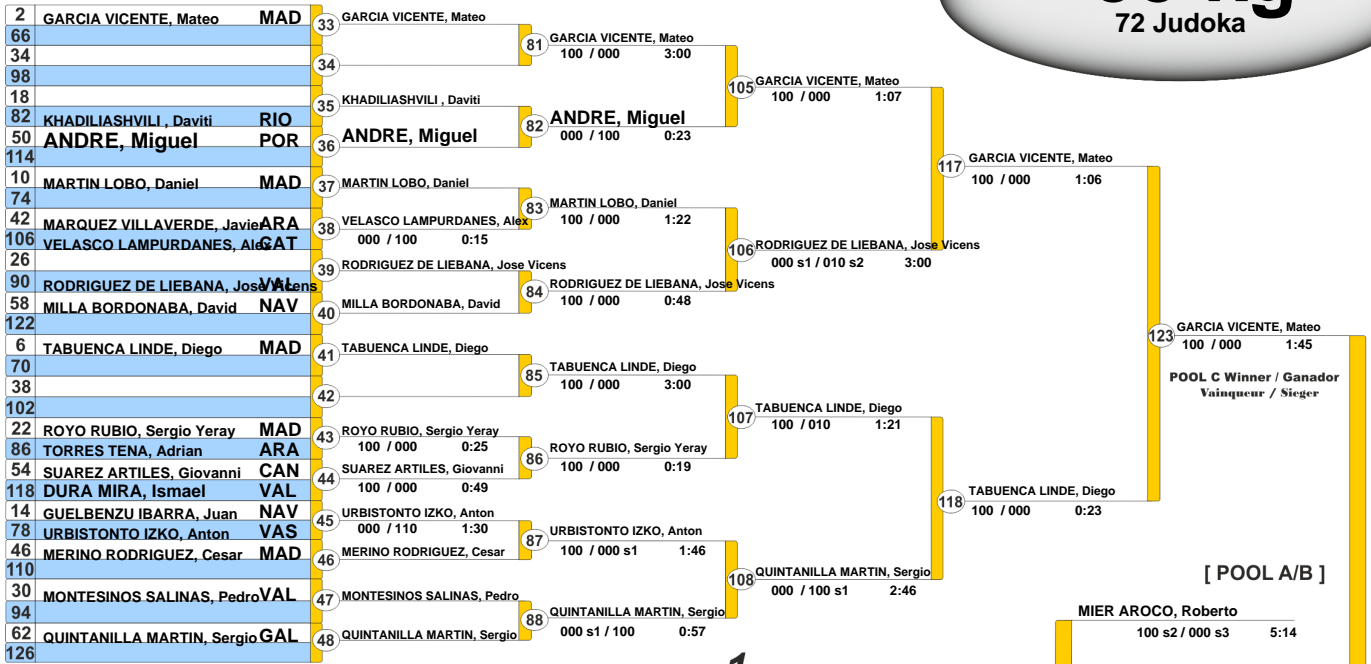 72 Judoka
2 GARCIA VICENTE, Mateo MAD
66
34
98
18
82 KHADILIASHVILI , Daviti RIO
50 ANDRE, Miguel POR
114
10 MARTIN LOBO, Daniel MAD
74
42 MARQUEZ VILLAVERDE, Javier ARA
106 VELASCO LAMPURDANES, Alex CAT
26
90 RODRIGUEZ DE LIEBANA, Jose Vicens VAL
58 MILLA BORDONABA, David NAV
122
6 TABUENCA LINDE, Diego MAD
70
38
102
22 ROYO RUBIO, Sergio Yeray MAD
86 TORRES TENA, Adrian ARA
54 SUAREZ ARTILES, Giovanni CAN
118 DURA MIRA, Ismael VAL
14 GUELBENZU IBARRA, Juan NAV
78 URBISTONTO IZKO, Anton VAS
46 MERINO RODRIGUEZ, Cesar MAD
110
30 MONTESINOS SALINAS, Pedro VAL
94
62 QUINTANILLA MARTIN, Sergio GAL
126
33 GARCIA VICENTE, Mateo
34
35 KHADILIASHVILI , Daviti
36 ANDRE, Miguel
37 MARTIN LOBO, Daniel
38 VELASCO LAMPURDANES, Alex
000 / 100 0:15
39 RODRIGUEZ DE LIEBANA, Jose Vicens
40 MILLA BORDONABA, David
41 TABUENCA LINDE, Diego
42
43 ROYO RUBIO, Sergio Yeray
100 / 000 0:25
44 SUAREZ ARTILES, Giovanni
100 / 000 0:49
45 URBISTONTO IZKO, Anton
000 / 110 1:30
46 MERINO RODRIGUEZ, Cesar
47 MONTESINOS SALINAS, Pedro
48 QUINTANILLA MARTIN, Sergio
81 GARCIA VICENTE, Mateo
100 / 000 3:00
82 ANDRE, Miguel
000 / 100 0:23
83 MARTIN LOBO, Daniel
100 / 000 1:22
84 RODRIGUEZ DE LIEBANA, Jose Vicens
100 / 000 0:48
85 TABUENCA LINDE, Diego
100 / 000 3:00
86 ROYO RUBIO, Sergio Yeray
100 / 000 0:19
87 URBISTONTO IZKO, Anton
100 / 000 s1 1:46
88 QUINTANILLA MARTIN, Sergio
000 s1 / 100 0:57
105 GARCIA VICENTE, Mateo
100 / 000 1:07
106 RODRIGUEZ DE LIEBANA, Jose Vicens
000 s1 / 010 s2 3:00
107 TABUENCA LINDE, Diego
100 / 010 1:21
108 QUINTANILLA MARTIN, Sergio
000 / 100 s1 2:46
117 GARCIA VICENTE, Mateo
100 / 000 1:06
118 TABUENCA LINDE, Diego
100 / 000 0:23
123 GARCIA VICENTE, Mateo
100 / 000 1:45
POOL C Winner / Ganador
Vainqueur / Sieger
[ POOL A/B ]
MIER AROCO, Roberto
100 s2 / 000 s3 5:14